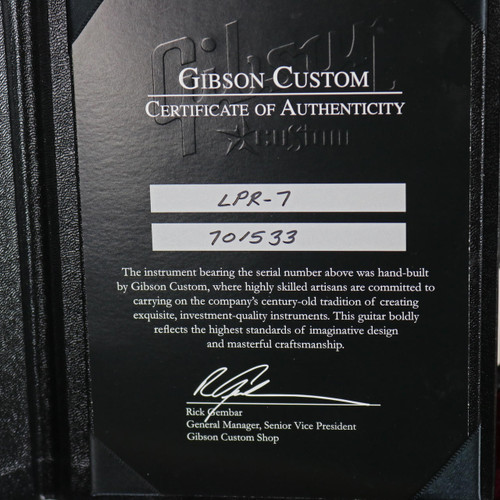 Gibson
GIBSON CUSTOM
CERTIFICATE OF AUTHENTICITY
custom
LPR-7
701533
The instrument bearing the serial number above was hand-built
by Gibson Custom, where highly skilled artisans are committed to
carrying on the company's century-old tradition of creating
exquisite, investment-quality instruments. This guitar boldly
reflects the highest standards of imaginative design
and masterful craftsmanship.
Rick Gembar
General Manager, Senior Vice President
Gibson Custom Shop